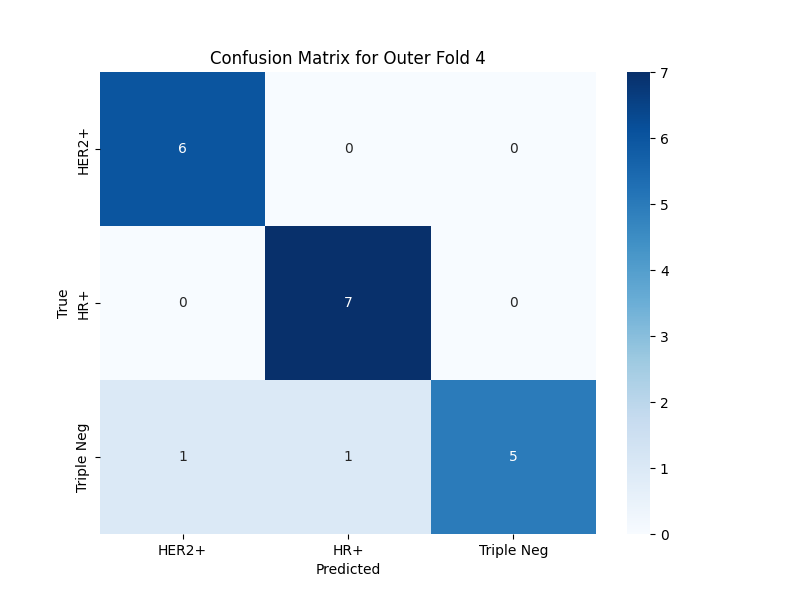 Confusion Matrix for Outer Fold 4
HER2+
6 0 0
HR+
0 7 0
Triple Neg
1 1 5
True
HER2+ HR+ Triple Neg
Predicted
7
6
5
4
3
2
1
0